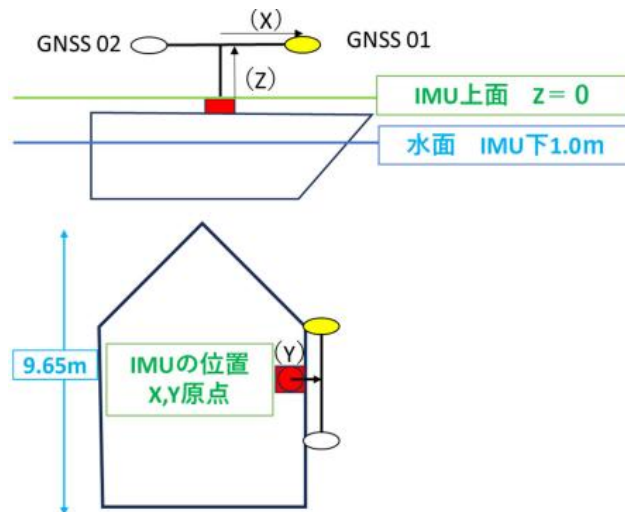 (X)
GNSS 02
GNSS 01
(Z)
IMU上面 Z= 0
水面 IMU下1.0m
9.65m
IMUの位置
X,Y原点
(Y)